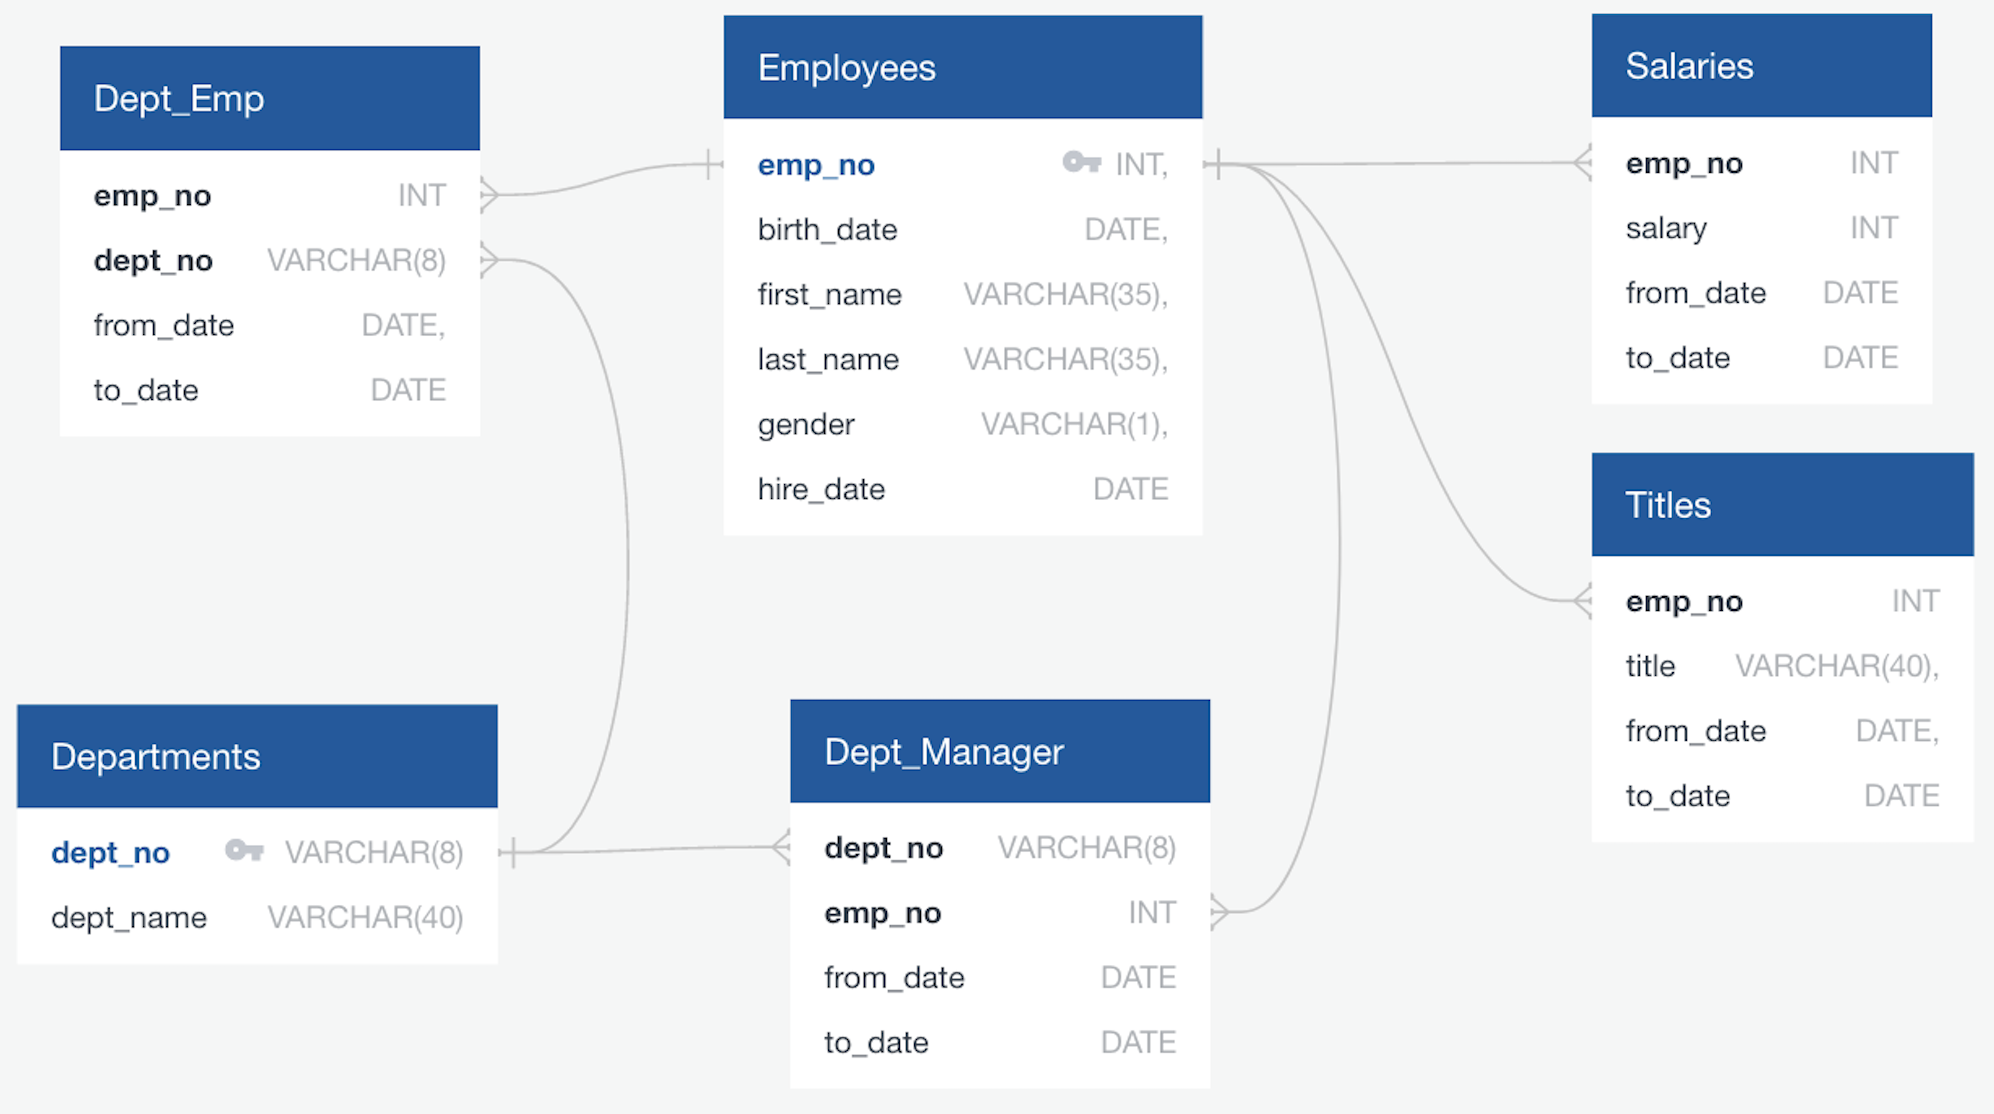 Dept_Emp
emp_no INT
dept_no VARCHAR(8)
from_date DATE,
to_date DATE
Employees
emp_no INT,
birth_date DATE,
first_name VARCHAR(35),
last_name VARCHAR(35),
gender VARCHAR(1),
hire_date DATE
Salaries
emp_no INT
salary INT
from_date DATE
to_date DATE
Titles
emp_no INT
title VARCHAR(40),
from_date DATE,
to_date DATE
Departments
dept_no VARCHAR(8)
dept_name VARCHAR(40)
Dept_Manager
dept_no VARCHAR(8)
emp_no INT
from_date DATE
to_date DATE